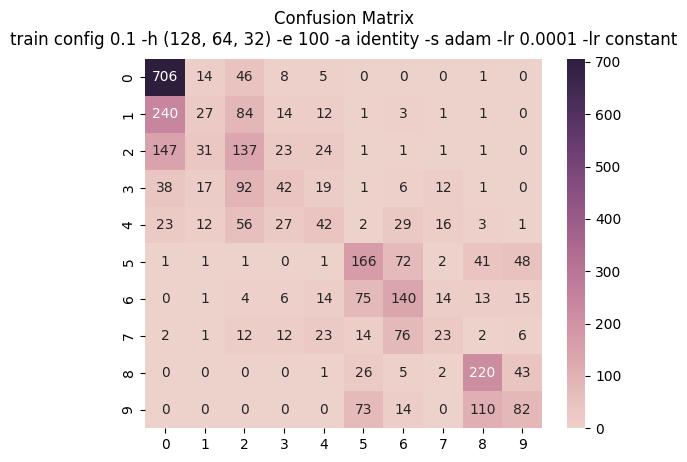 Confusion Matrix
train config 0.1 -h (128, 64, 32) -e 100 -a identity -s adam -lr 0.0001 -lr constant
0 706 14 46 8 5 0 0 0 1 0
1 240 27 84 14 12 1 3 1 1 0
2 147 31 137 23 24 1 1 1 1 0
3 38 17 92 42 19 1 6 12 1 0
4 23 12 56 27 42 2 29 16 3 1
5 1 1 1 0 1 166 72 2 41 48
6 0 1 4 6 14 75 140 14 13 15
7 2 1 12 12 23 14 76 23 2 6
8 0 0 0 0 1 26 5 2 220 43
9 0 0 0 0 0 73 14 0 110 82
0 1 2 3 4 5 6 7 8 9
700
600
500
400
300
200
100
0